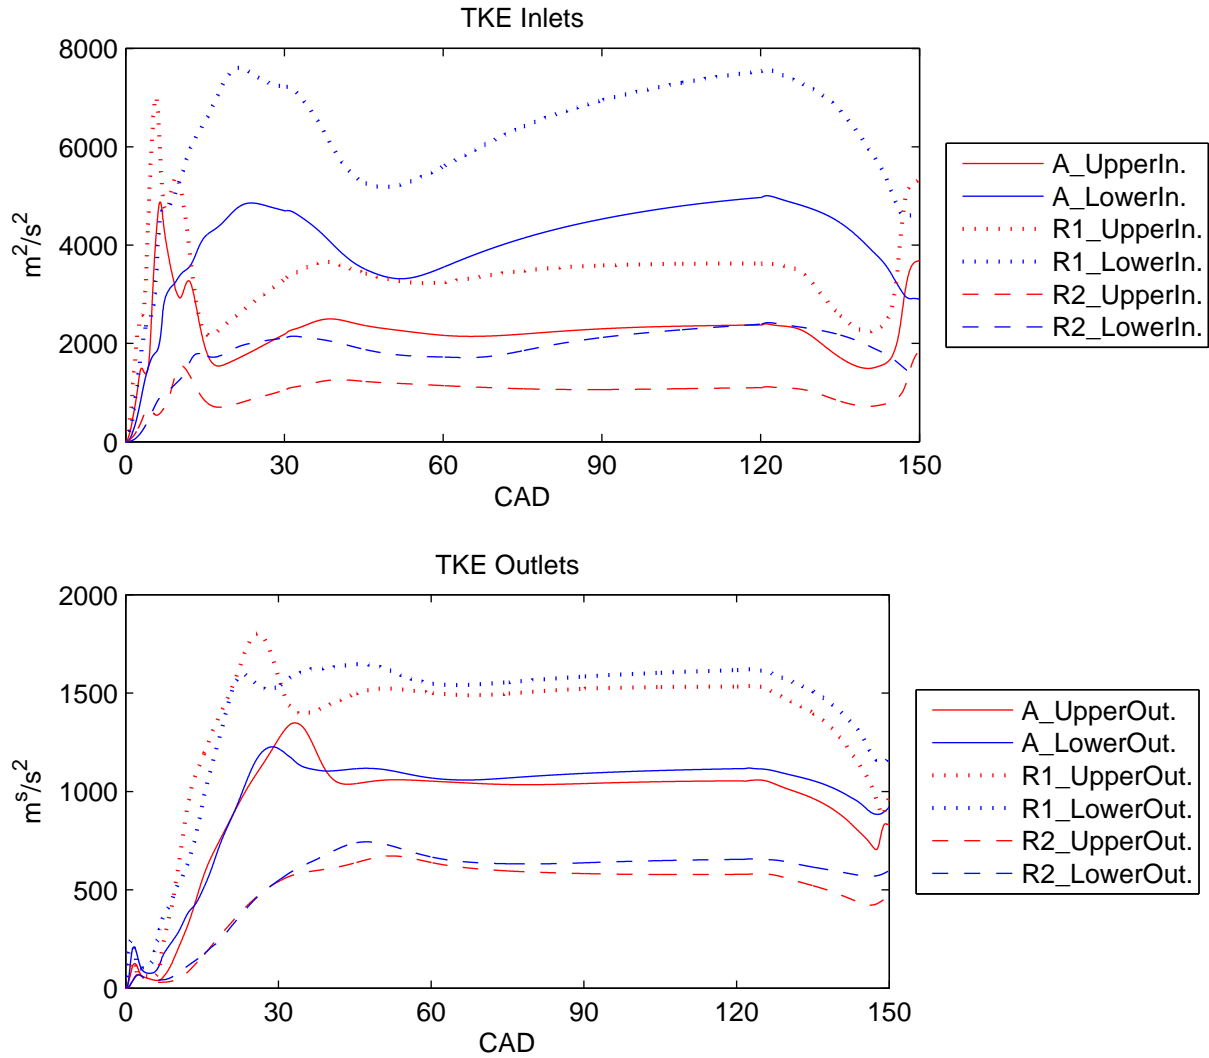 TKE Inlets
8000
6000
4000
2000
0
m²/s²
0 30 60 90 120 150
CAD
A_UpperIn.
A_LowerIn.
R1_UpperIn.
R1_LowerIn.
R2_UpperIn.
R2_LowerIn.
TKE Outlets
2000
1500
1000
500
0
mˢ/s²
0 30 60 90 120 150
CAD
A_UpperOut.
A_LowerOut.
R1_UpperOut.
R1_LowerOut.
R2_UpperOut.
R2_LowerOut.